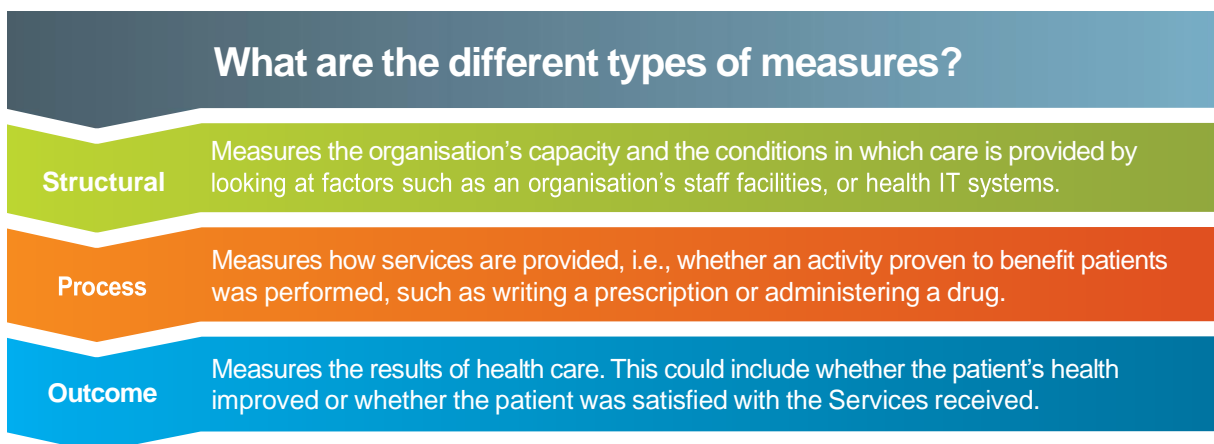 What are the different types of measures?
Structural
Measures the organisation's capacity and the conditions in which care is provided by
looking at factors such as an organisation's staff facilities, or health IT systems.
Process
Measures how services are provided, i.e., whether an activity proven to benefit patients
was performed, such as writing a prescription or administering a drug.
Outcome
Measures the results of health care. This could include whether the patient's health
improved or whether the patient was satisfied with the Services received.